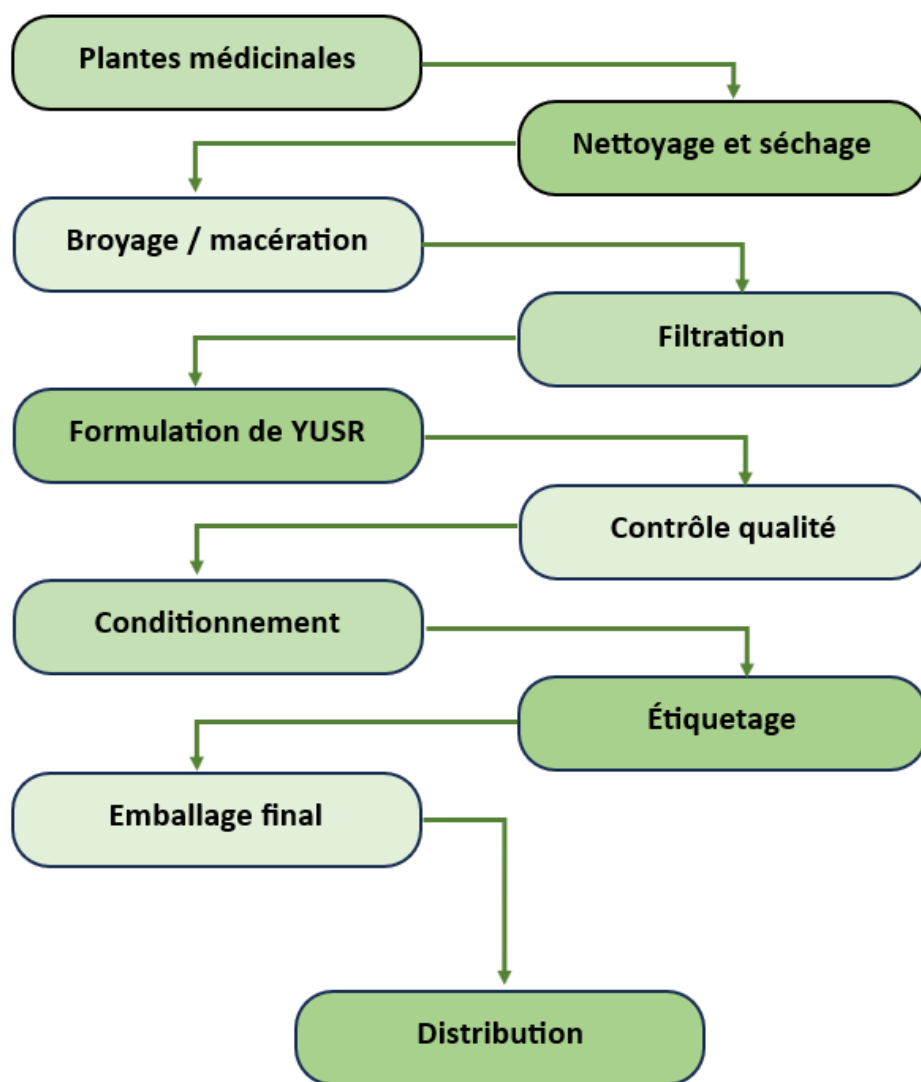 Plantes médicinales
Nettoyage et séchage
Broyage / macération
Filtration
Formulation de YUSR
Contrôle qualité
Conditionnement
Étiquetage
Emballage final
Distribution